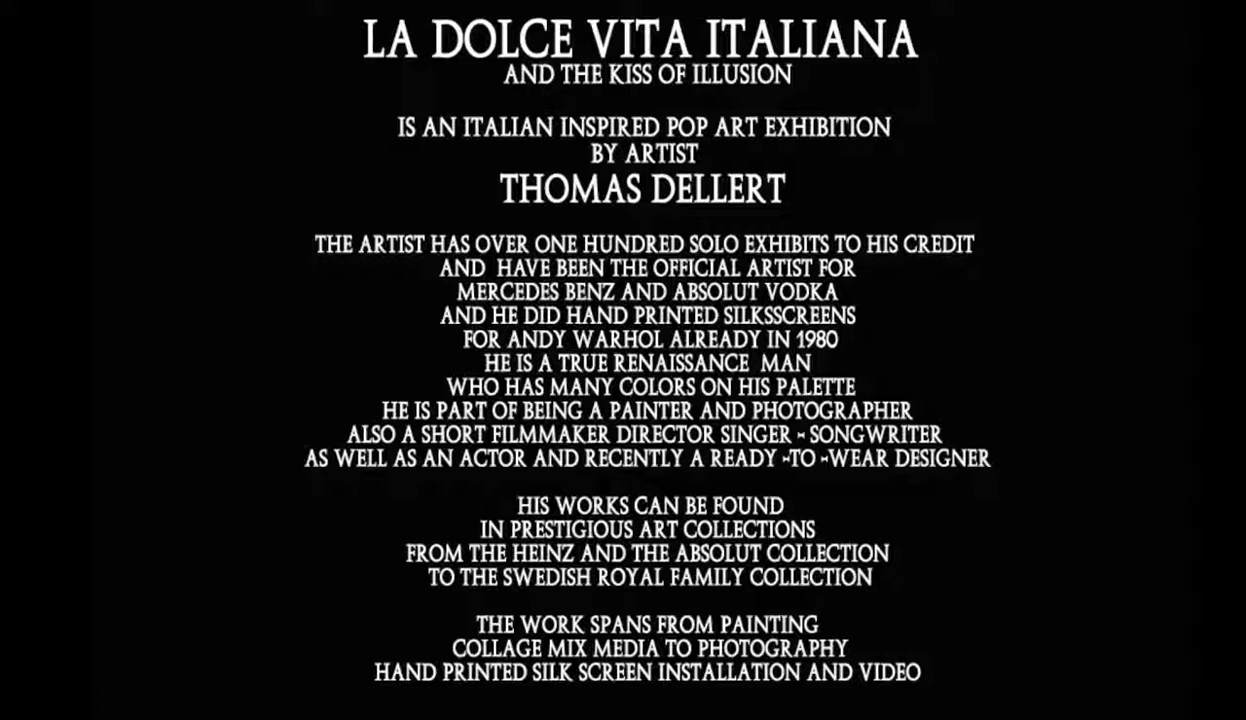 LA DOLCE VITA ITALIANA
AND THE KISS OF ILLUSION
IS AN ITALIAN INSPIRED POP ART EXHIBITION
BY ARTIST
THOMAS DELLERT
THE ARTIST HAS OVER ONE HUNDRED SOLO EXHIBITS TO HIS CREDIT
AND HAVE BEEN THE OFFICIAL ARTIST FOR
MERCEDES BENZ AND ABSOLUT VODKA
AND HE DID HAND PRINTED SILKSSCREENS
FOR ANDY WARHOL ALREADY IN 1980
HE IS A TRUE RENAISSANCE MAN
WHO HAS MANY COLORS ON HIS PALETTE
HE IS PART OF BEING A PAINTER AND PHOTOGRAPHER
ALSO A SHORT FILMMAKER DIRECTOR SINGER - SONGWRITER
AS WELL AS AN ACTOR AND RECENTLY A READY -TO -WEAR DESIGNER
HIS WORKS CAN BE FOUND
IN PRESTIGIOUS ART COLLECTIONS
FROM THE HEINZ AND THE ABSOLUT COLLECTION
TO THE SWEDISH ROYAL FAMILY COLLECTION
THE WORK SPANS FROM PAINTING
COLLAGE MIX MEDIA TO PHOTOGRAPHY
HAND PRINTED SILK SCREEN INSTALLATION AND VIDEO